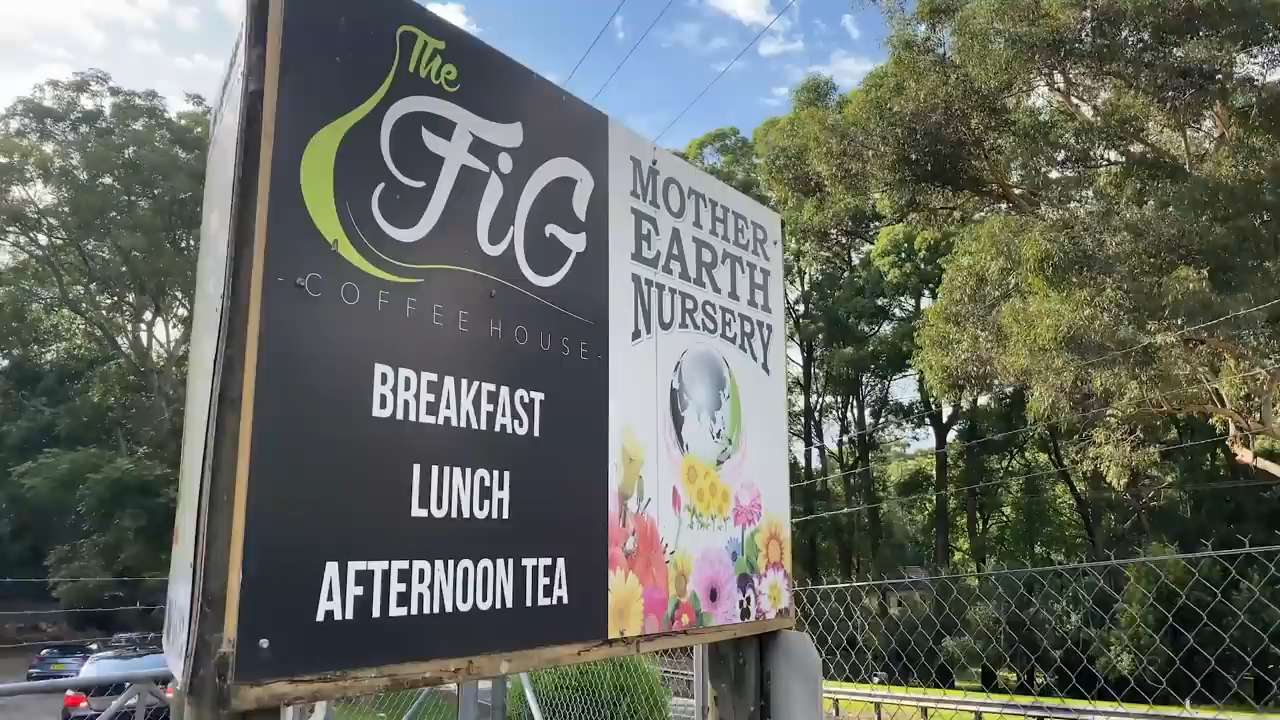 The
FiG
- COFFEE HOUSE -
BREAKFAST
LUNCH
AFTERNOON TEA
MOTHER
EARTH
NURSERY